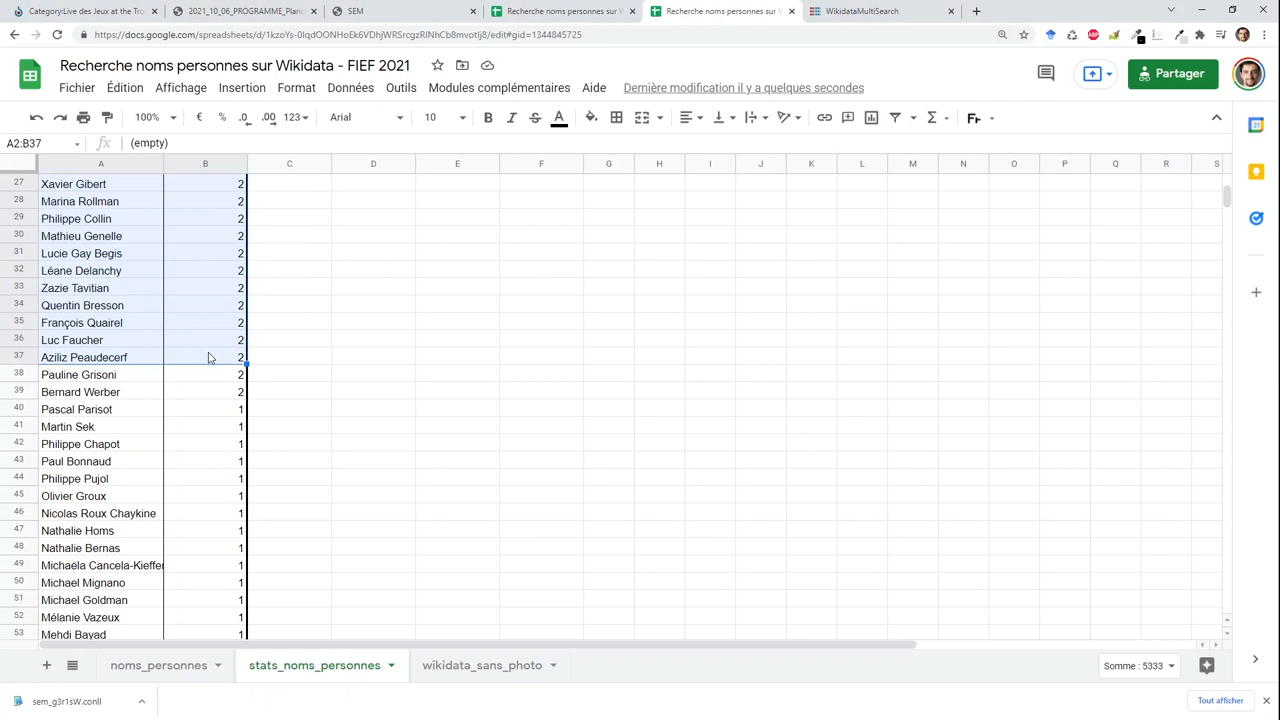 Category:Live des Jeux at the Tro
2021_10_06_PROGRAMME_Planc
SEM
Recherche noms personnes sur W
Recherche noms personnes sur W
WikidataMultiSearch
https://docs.google.com/spreadsheets/d/1kzoYs-0lqdOONHoEk6VDhjWRSrcgzRlNhCb8mvotlj8/edit#gid=1344845725
Recherche noms personnes sur Wikidata - FIEF 2021
Partager
Fichier Édition Affichage Insertion Format Données Outils Modules complémentaires Aide Dernière modification il y a quelques secondes
100% € % .0 .00 123 Arial 10 B I S A Σ Fr
A2:B37 fx (empty)
A B C D E F G H I J K L M N O P Q R S
27 Xavier Gibert 2
28 Marina Rollman 2
29 Philippe Collin 2
30 Mathieu Genelle 2
31 Lucie Gay Begis 2
32 Léane Delanchy 2
33 Zazie Tavitian 2
34 Quentin Bresson 2
35 François Quairel 2
36 Luc Faucher 2
37 Aziliz Peaudecerf 2
38 Pauline Grisoni 2
39 Bernard Werber 2
40 Pascal Parisot 1
41 Martin Sek 1
42 Philippe Chapot 1
43 Paul Bonnaud 1
44 Philippe Pujol 1
45 Olivier Groux 1
46 Nicolas Roux Chaykine 1
47 Nathalie Homs 1
48 Nathalie Bernas 1
49 Michaëla Cancela-Kieffer 1
50 Michael Mignano 1
51 Michael Goldman 1
52 Mélanie Vazeux 1
53 Mehdi Bayad 1
noms_personnes stats_noms_personnes wikidata_sans_photo Somme : 5333
sem_g3r1sW.conll Tout afficher